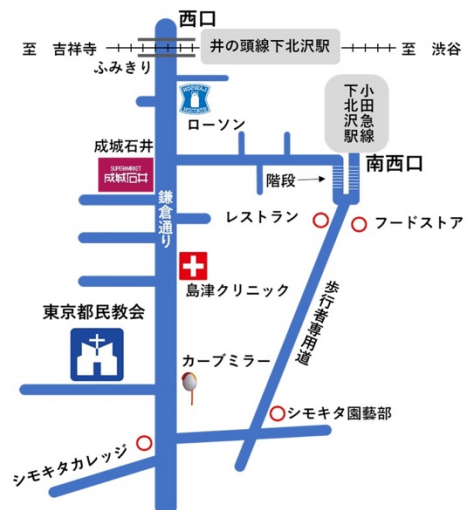 西口
至 吉祥寺
井の頭線下北沢駅
至 渋谷
ふみきり
ローソン
小田急線
下北沢駅
成城石井
SUPERMARKET
成城石井
南西口
階段
鎌倉通り
レストラン
フードストア
島津クリニック
歩行者専用道
東京都民教会
カーブミラー
シモキタ園藝部
シモキタカレッジ